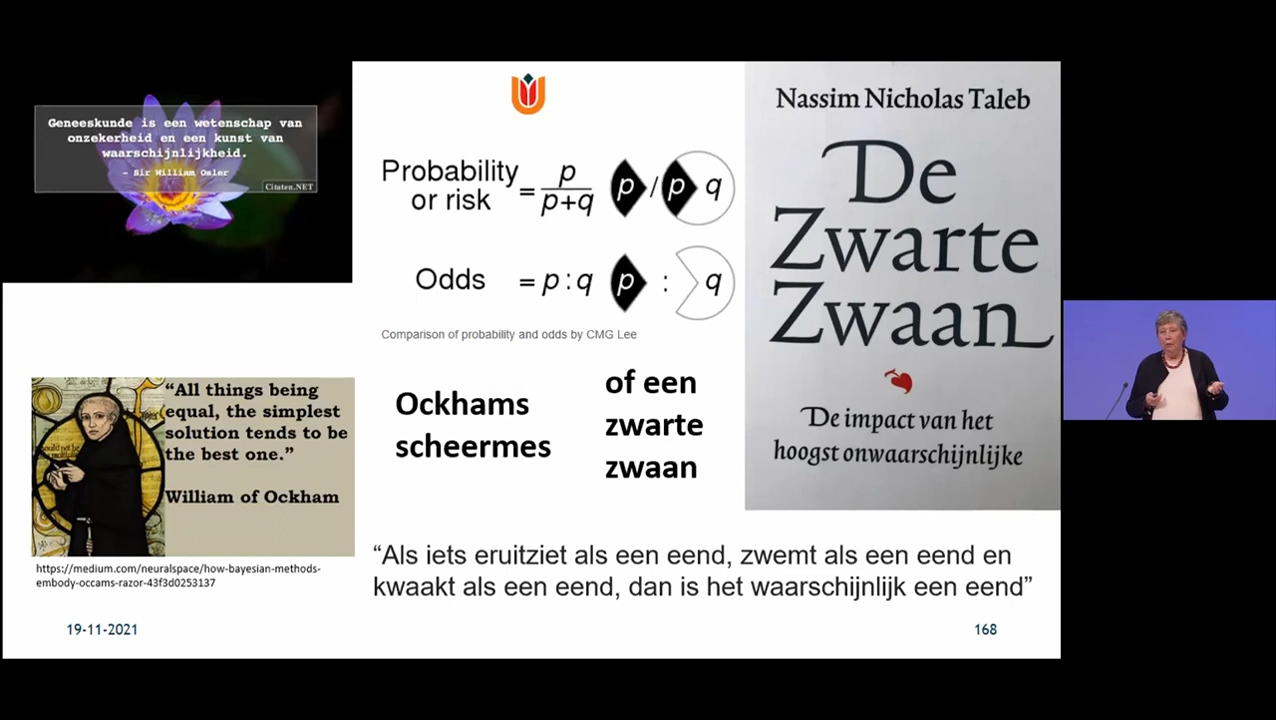 Geneeskunde is een wetenschap van
onzekerheid en een kunst van
waarschijnlijkheid.
- Sir William Osler
Citaten.NET
Probability
or risk
= p / p+q
p / p q
Odds = p : q p : q
Comparison of probability and odds by CMG Lee
Nassim Nicholas Taleb
De
Zwarte
Zwaan
De impact van het
hoogst onwaarschijnlijke
“All things being
equal, the simplest
solution tends to be
the best one.”
William of Ockham
https://medium.com/neuralspace/how-bayesian-methods-
embody-occams-razor-43f3d0253137
Ockhams
scheermes
of een
zwarte
zwaan
“Als iets eruitziet als een eend, zwemt als een eend en
kwaakt als een eend, dan is het waarschijnlijk een eend”
19-11-2021
168